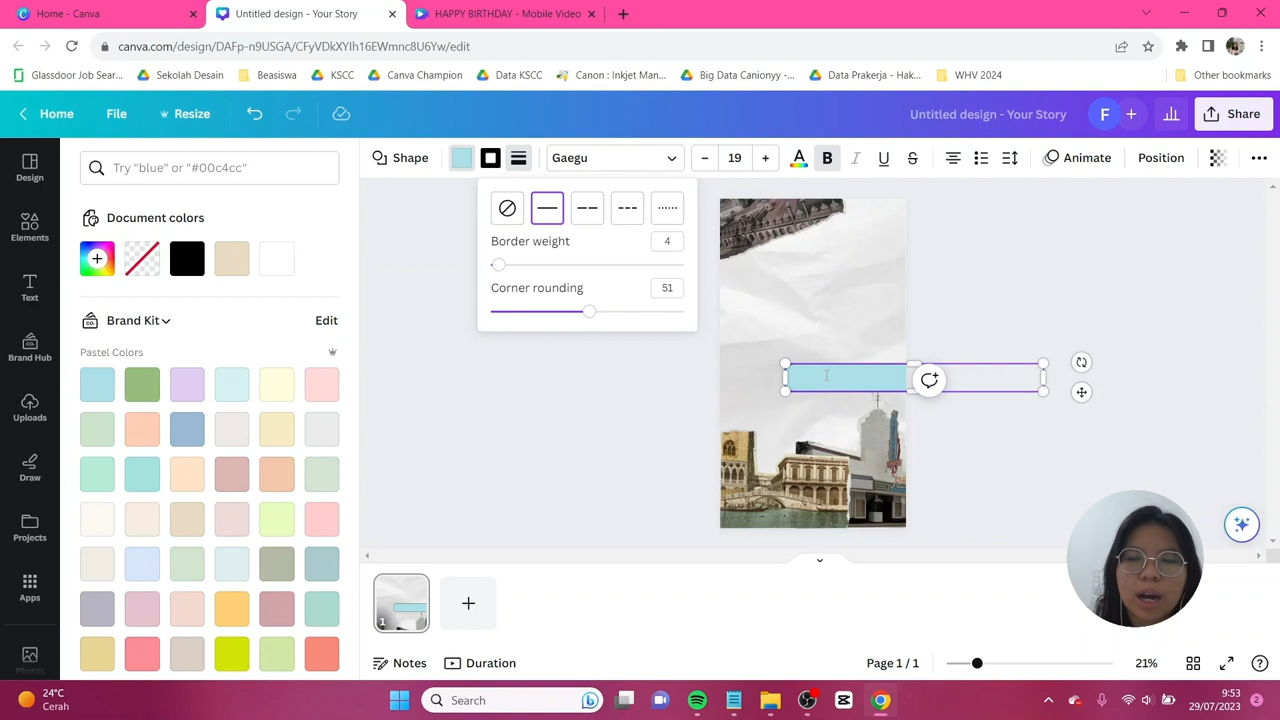 Home - Canva
Untitled design - Your Story
HAPPY BIRTHDAY - Mobile Video
canva.com/design/DAFp-n9USGA/CFyVDkXYlh16EWmnc8U6Yw/edit
Glassdoor Job Sear...
Sekolah Desain
Beasiswa
KSCC
Canva Champion
Data KSCC
Canon : Inkjet Man...
Big Data Canionyy -...
Data Prakerja - Hak...
WHV 2024
Other bookmarks
Home
File
Resize
Untitled design - Your Story
F
Share
Try "blue" or "#00c4cc"
Shape
Gaegu
19
A
B
I
U
S
Animate
Position
Design
Elements
Text
Brand Hub
Uploads
Draw
Projects
Apps
Photos
Document colors
Brand Kit
Edit
Pastel Colors
Border weight
4
Corner rounding
51
1
Notes
Duration
Page 1 / 1
21%
24°C
Cerah
Search
9:53
29/07/2023
2